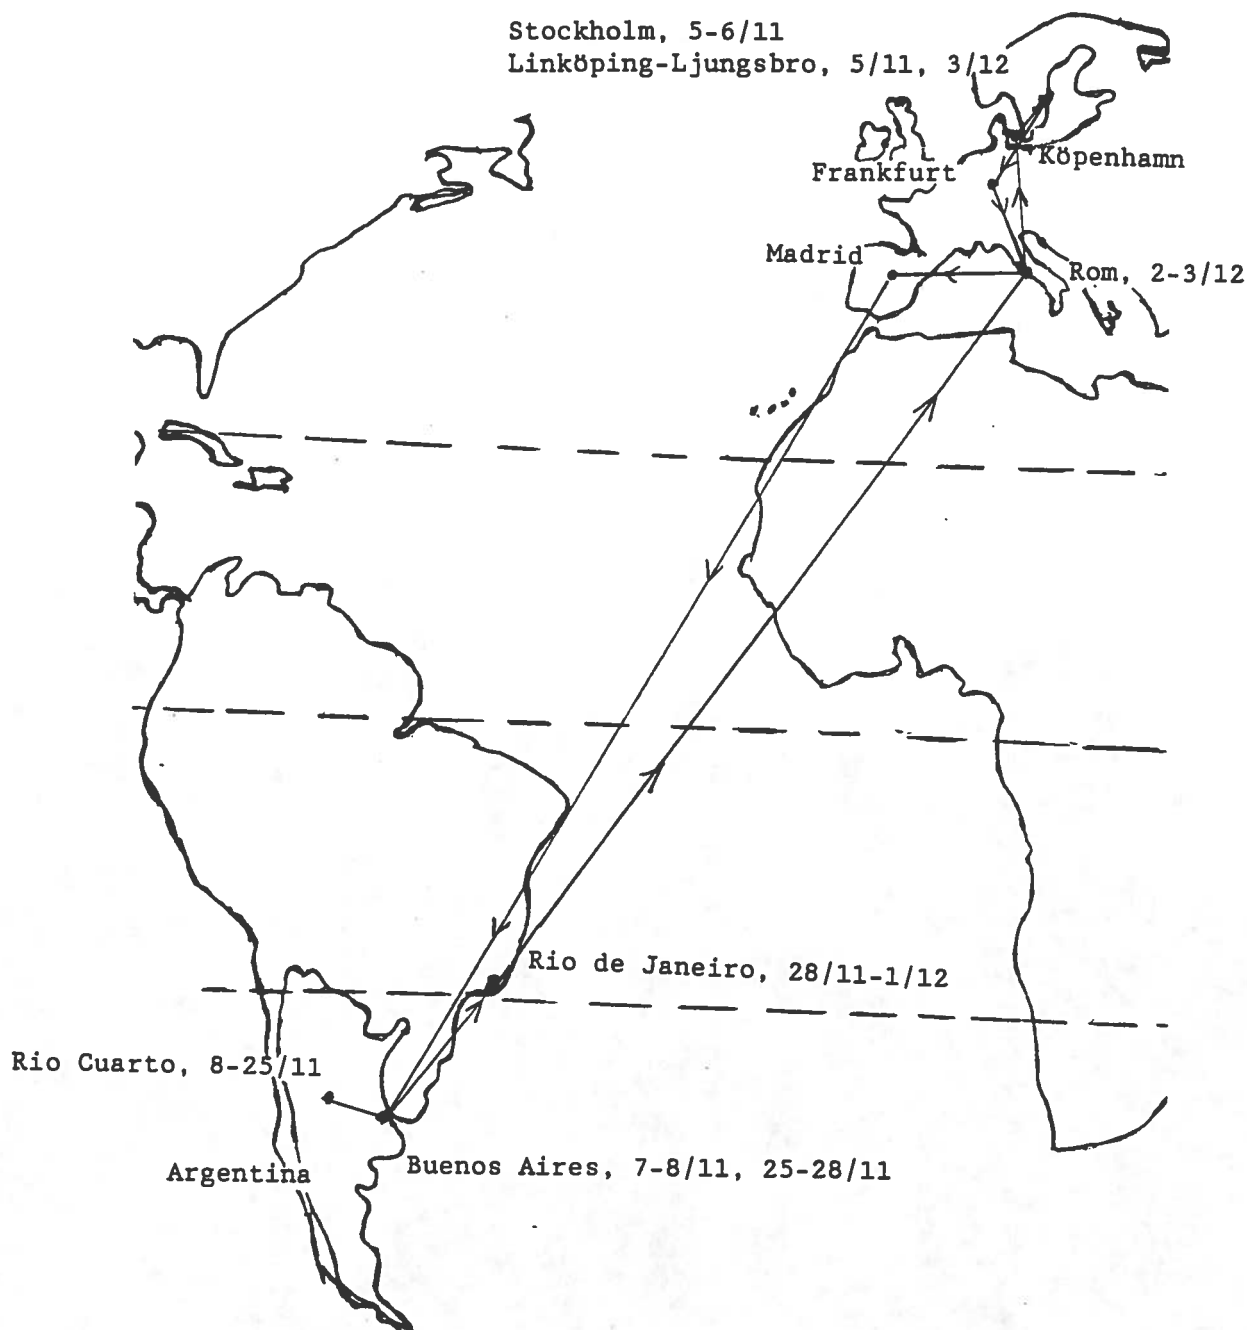 Stockholm, 5-6/11
Linköping-Ljungsbro, 5/11, 3/12
Köpenhamn
Frankfurt
Madrid
Rom, 2-3/12
Rio de Janeiro, 28/11-1/12
Rio Cuarto, 8-25/11
Buenos Aires, 7-8/11, 25-28/11
Argentina